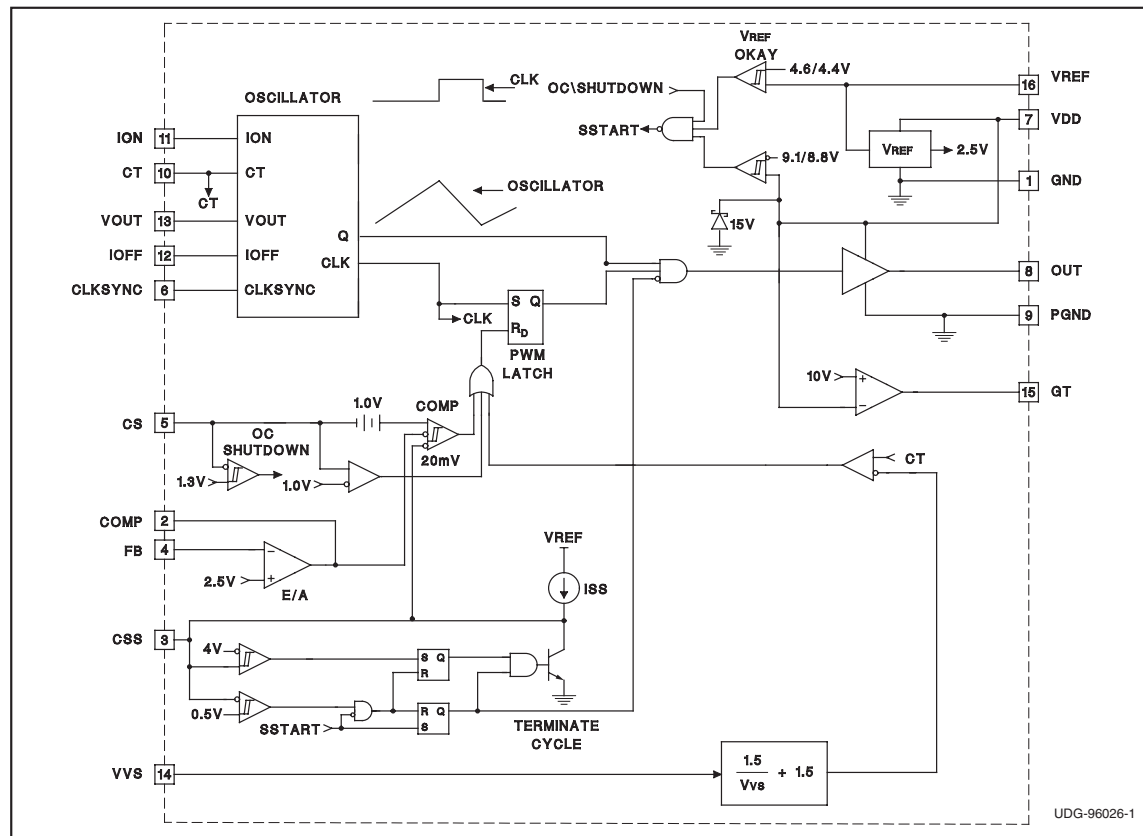 VREF
OKAY
4.6/4.4V
CLK
OC\SHUTDOWN
16
VREF
OSCILLATOR
SSTART
7
VDD
ION
11
ION
VREF
2.5V
9.1/8.8V
CT
10
CT
OSCILLATOR
1
GND
CT
VOUT
13
VOUT
15V
Q
IOFF
12
IOFF
CLK
8
OUT
CLKSYNC
6
CLKSYNC
S Q
CLK
RD
9
PGND
PWM
LATCH
10V
+
−
15
GT
1.0V
COMP
CS
5
OC
SHUTDOWN
20mV
CT
1.3V
1.0V
COMP
2
VREF
FB
4
−
2.5V
+
E/A
ISS
CSS
3
4V
S Q
R
0.5V
R Q
S
SSTART
TERMINATE
CYCLE
VVS
14
1.5
VVS
+ 1.5
UDG-96026-1